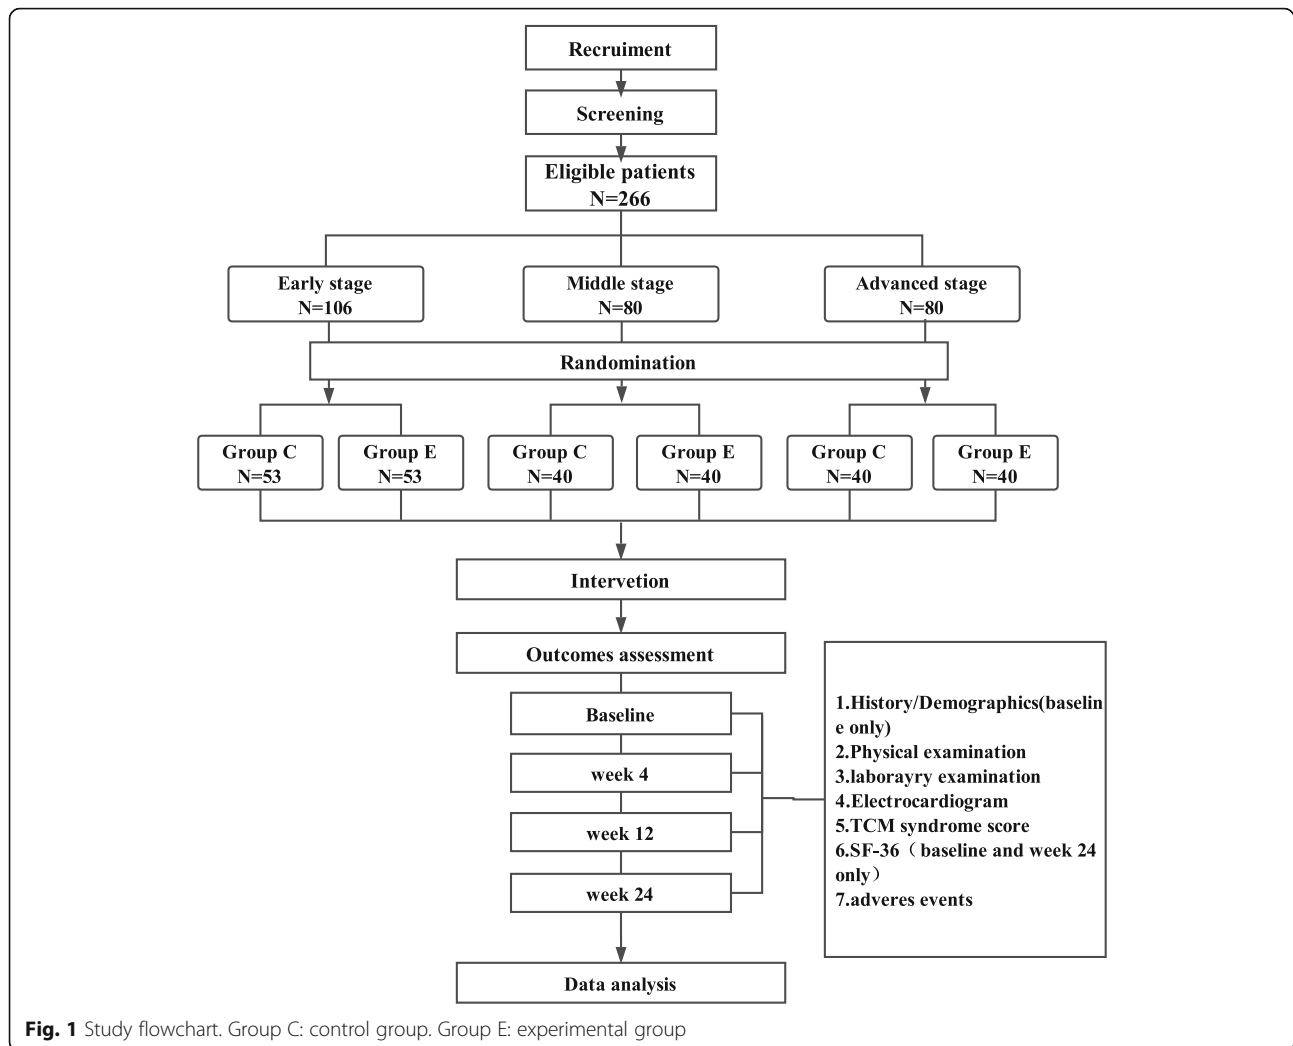 Recruiment
Screening
Eligible patients
N=266
Early stage
N=106
Middle stage
N=80
Advanced stage
N=80
Randomination
Group C
N=53
Group E
N=53
Group C
N=40
Group E
N=40
Group C
N=40
Group E
N=40
Intervetion
Outcomes assessment
Baseline
week 4
week 12
week 24
1.History/Demographics(baselin
e only)
2.Physical examination
3.laborayry examination
4.Electrocardiogram
5.TCM syndrome score
6.SF-36（baseline and week 24
only）
7.adveres events
Data analysis
Fig. 1 Study flowchart. Group C: control group. Group E: experimental group